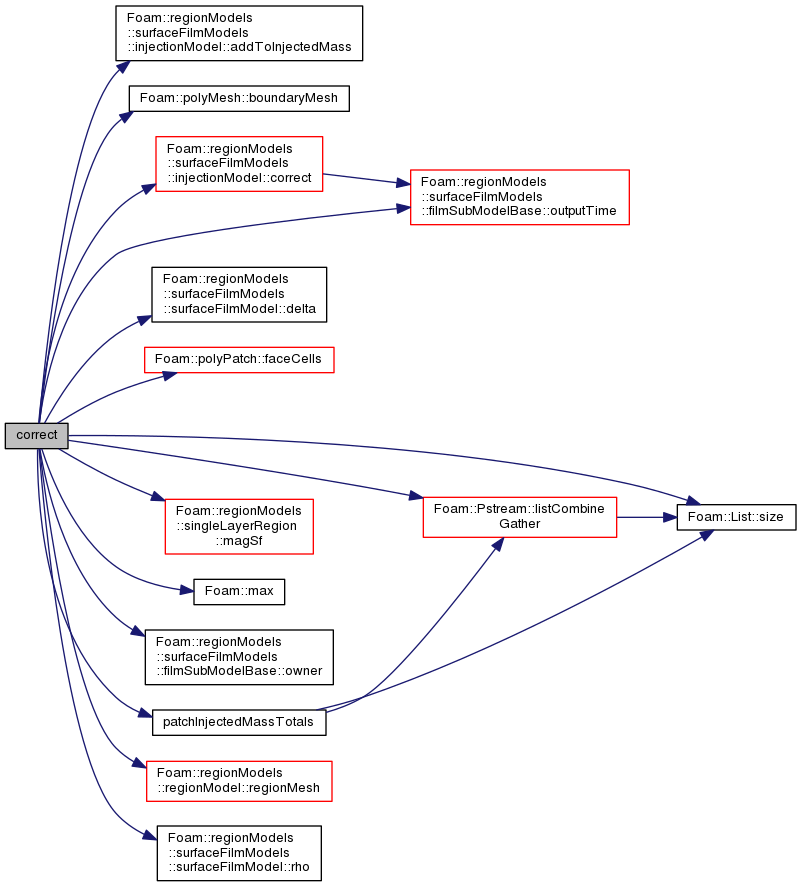 Foam::regionModels
::surfaceFilmModels
::injectionModel::addToInjectedMass
Foam::polyMesh::boundaryMesh
Foam::regionModels
::surfaceFilmModels
::injectionModel::correct
Foam::regionModels
::surfaceFilmModels
::filmSubModelBase::outputTime
Foam::regionModels
::surfaceFilmModels
::surfaceFilmModel::delta
Foam::polyPatch::faceCells
correct
Foam::regionModels
::singleLayerRegion
::magSf
Foam::Pstream::listCombine
Gather
Foam::List::size
Foam::max
Foam::regionModels
::surfaceFilmModels
::filmSubModelBase::owner
patchInjectedMassTotals
Foam::regionModels
::regionModel::regionMesh
Foam::regionModels
::surfaceFilmModels
::surfaceFilmModel::rho